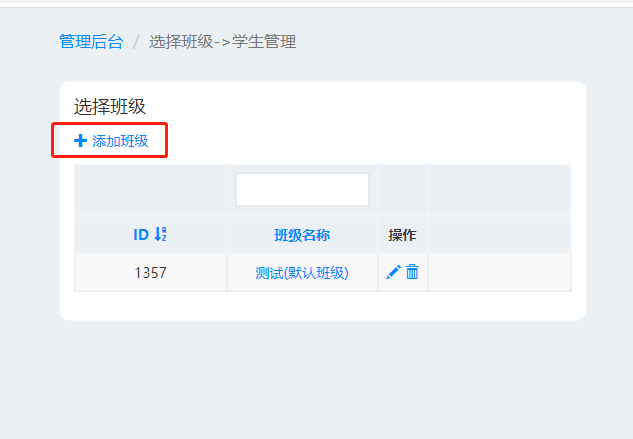 管理后台 / 选择班级->学生管理
选择班级
添加班级
ID 班级名称 操作
1357 测试(默认班级)